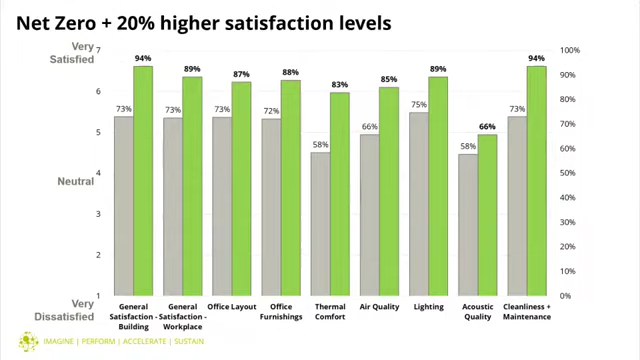 Net Zero + 20% higher satisfaction levels
Very
Satisfied
7
6
5
4
3
2
1
Neutral
Very
Dissatisfied
100%
90%
80%
70%
60%
50%
40%
30%
20%
10%
0%
73% 94%
73% 89%
73% 87%
72% 88%
58% 83%
66% 85%
75% 89%
58% 66%
73% 94%
General
Satisfaction -
Building
General
Satisfaction -
Workplace
Office Layout
Office
Furnishings
Thermal
Comfort
Air Quality
Lighting
Acoustic
Quality
Cleanliness +
Maintenance
IMAGINE | PERFORM | ACCELERATE | SUSTAIN